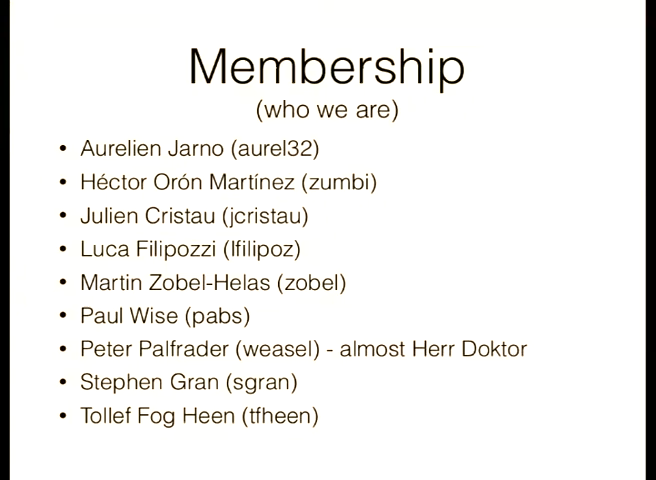 Membership
(who we are)
• Aurelien Jarno (aurel32)
• Héctor Orón Martínez (zumbi)
• Julien Cristau (jcristau)
• Luca Filipozzi (lfilipoz)
• Martin Zobel-Helas (zobel)
• Paul Wise (pabs)
• Peter Palfrader (weasel) - almost Herr Doktor
• Stephen Gran (sgran)
• Tollef Fog Heen (tfheen)